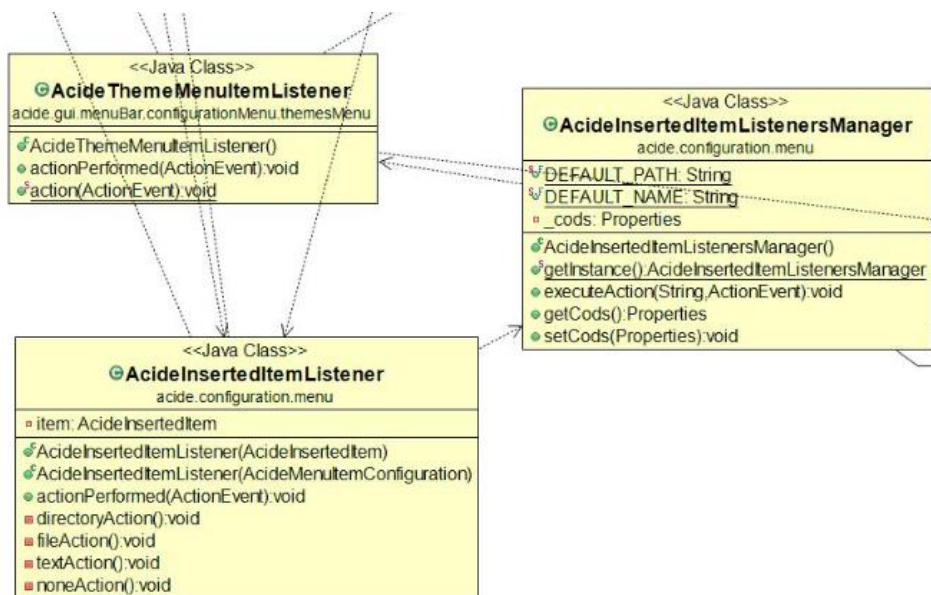 <<Java Class>>
AcideThemeMenuItemListener
acide.gui.menuBar.configurationMenu.themesMenu
AcideThemeMenuItemListener()
actionPerformed(ActionEvent):void
action(ActionEvent):void
<<Java Class>>
AcideInsertedItemListenersManager
acide.configuration.menu
DEFAULT_PATH: String
DEFAULT_NAME: String
_cods: Properties
AcideInsertedItemListenersManager()
getInstance():AcideInsertedItemListenersManager
executeAction(String,ActionEvent):void
getCods():Properties
setCods(Properties):void
<<Java Class>>
AcideInsertedItemListener
acide.configuration.menu
item: AcideInsertedItem
AcideInsertedItemListener(AcideInsertedItem)
AcideInsertedItemListener(AcideMenuItemConfiguration)
actionPerformed(ActionEvent):void
directoryAction():void
fileAction():void
textAction():void
noneAction():void